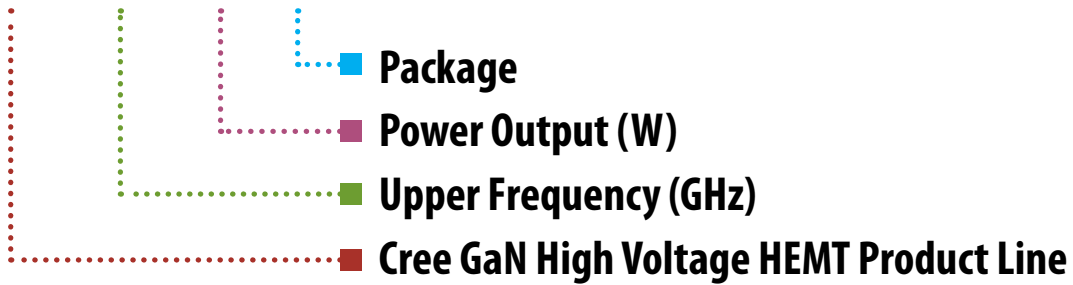 Package
Power Output (W)
Upper Frequency (GHz)
Cree GaN High Voltage HEMT Product Line